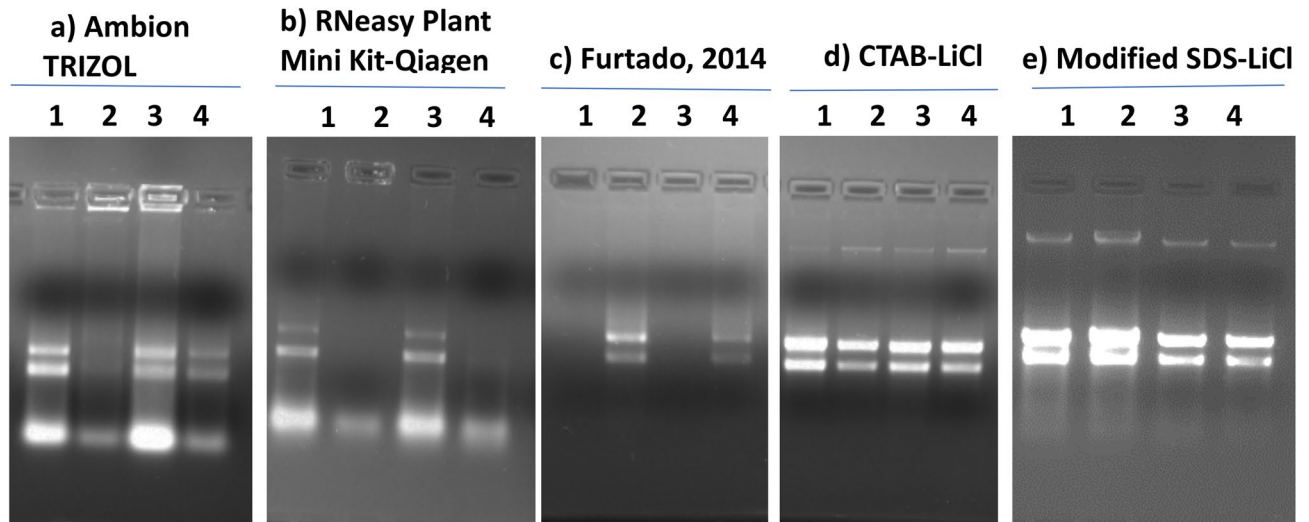 a) Ambion
TRIZOL
b) RNeasy Plant
Mini Kit-Qiagen
c) Furtado, 2014
d) CTAB-LiCl
e) Modified SDS-LiCl
1 2 3 4
1 2 3 4
1 2 3 4
1 2 3 4
1 2 3 4